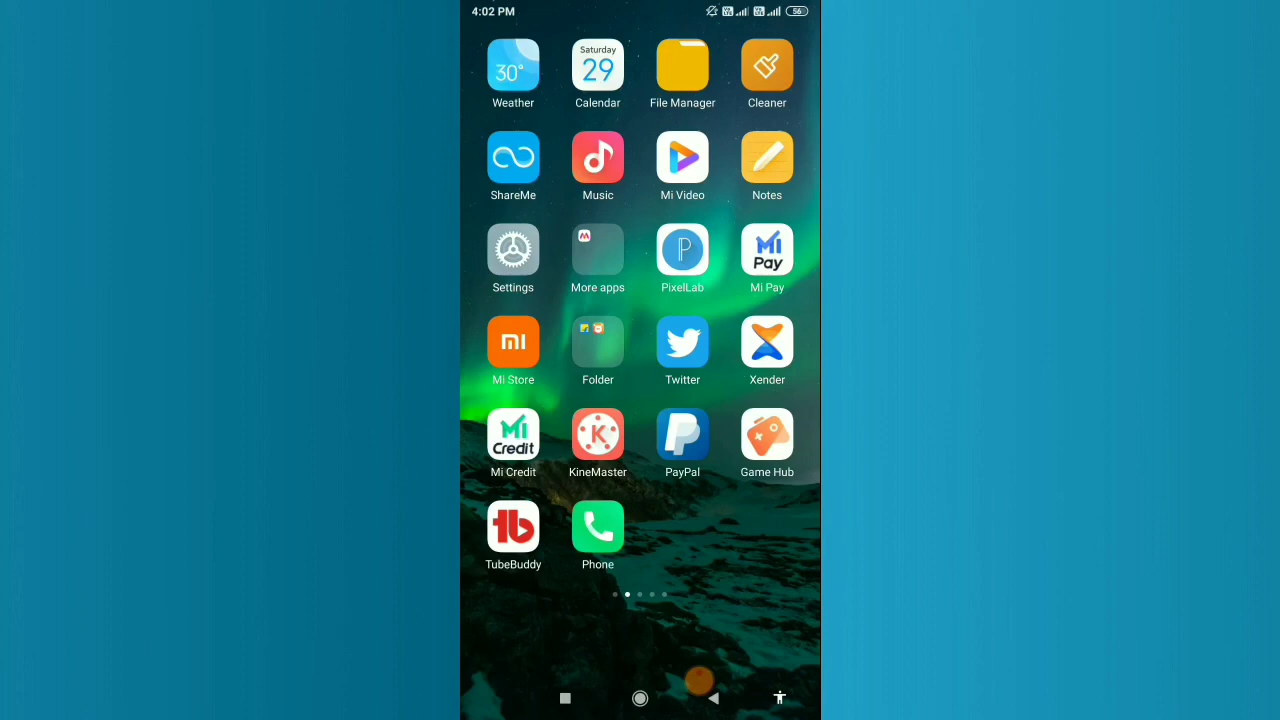 4:02 PM
56
30°
Saturday
29
Weather
Calendar
File Manager
Cleaner
ShareMe
Music
Mi Video
Notes
P
Mi
Pay
Settings
More apps
PixelLab
Mi Pay
mi
Mi Store
Folder
Twitter
Xender
Mi
Credit
K
Mi Credit
KineMaster
PayPal
Game Hub
tb
TubeBuddy
Phone